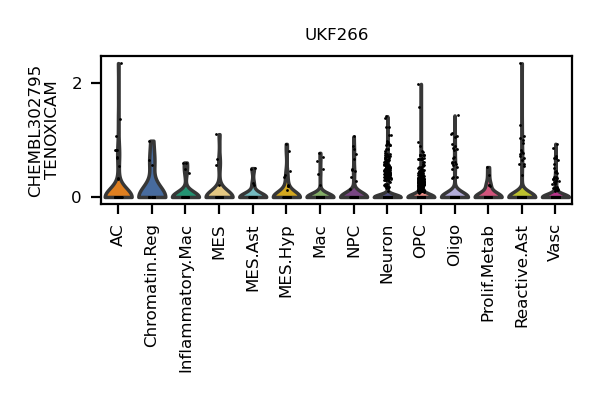 UKF266
CHEMBL302795
TENOXICAM
2
0
AC
Chromatin.Reg
Inflammatory.Mac
MES
MES.Ast
MES.Hyp
Mac
NPC
Neuron
OPC
Oligo
Prolif.Metab
Reactive.Ast
Vasc